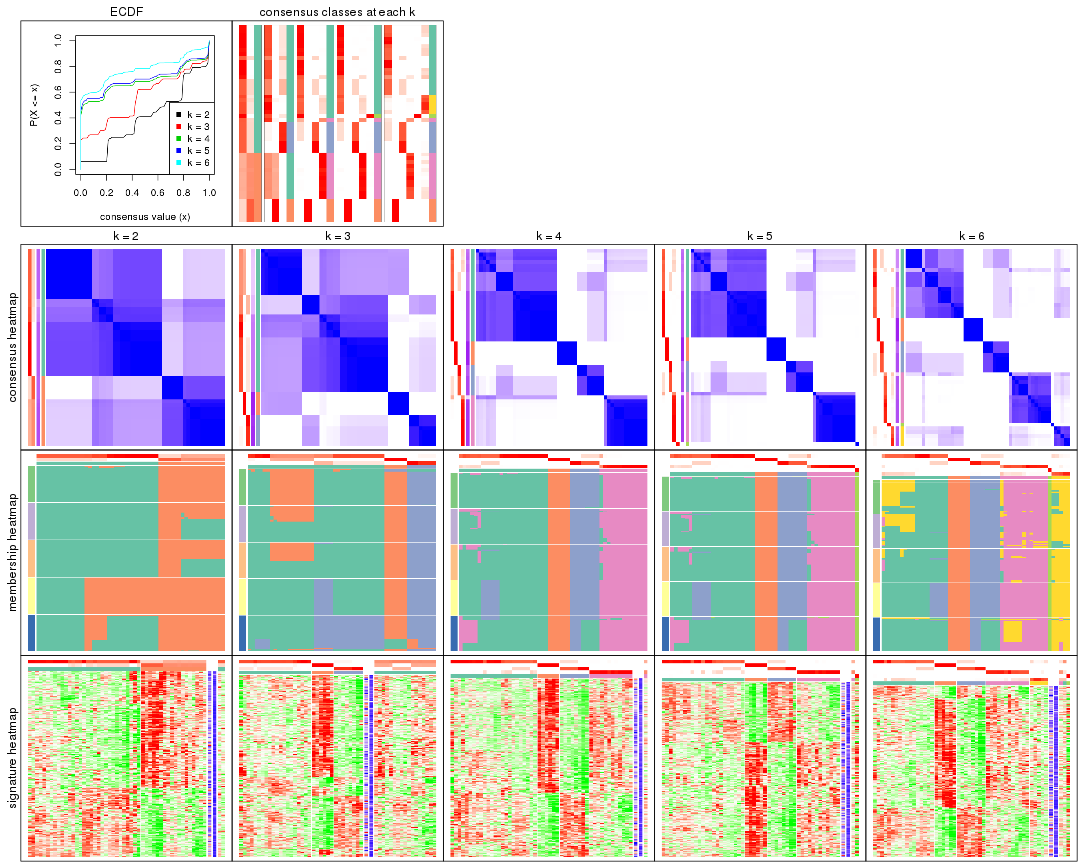 ECDF
consensus classes at each k
P(X <= x)
1.0
0.8
0.6
0.4
0.2
0.0
k = 2
k = 3
k = 4
k = 5
k = 6
0.0 0.2 0.4 0.6 0.8 1.0
consensus value (x)
k = 2
k = 3
k = 4
k = 5
k = 6
consensus heatmap
membership heatmap
signature heatmap